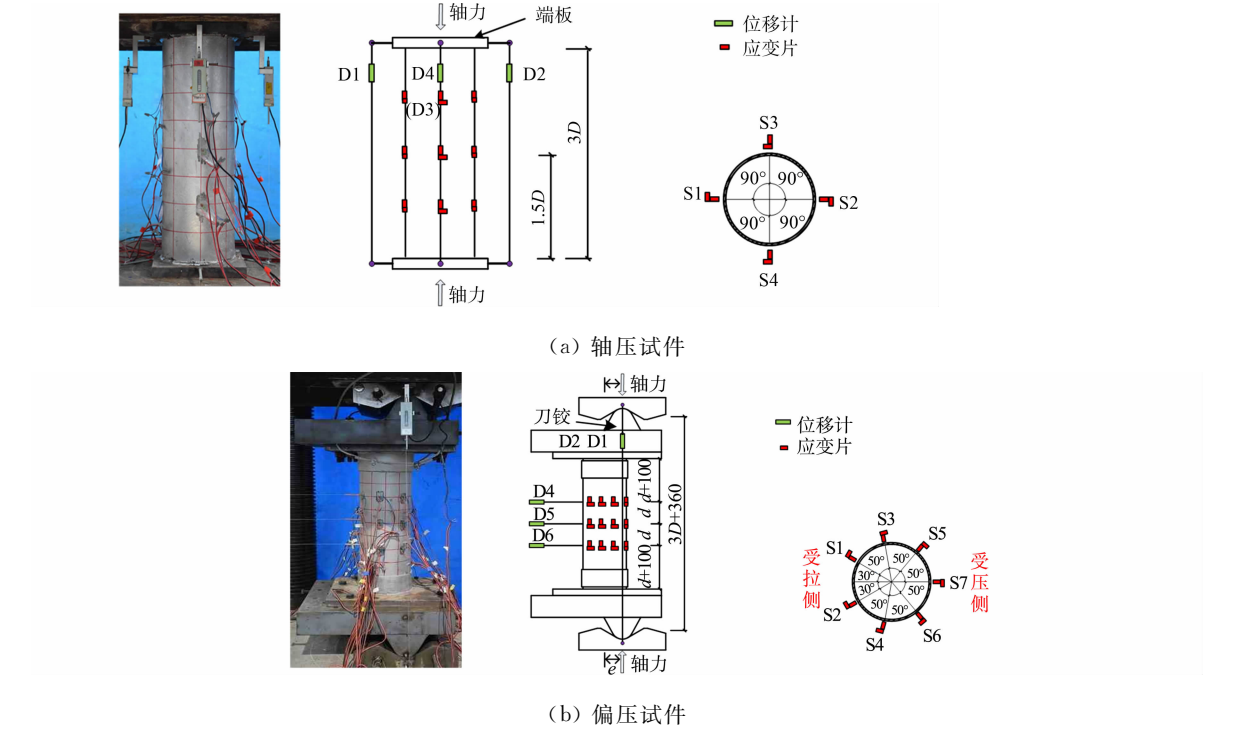 轴力
端板
位移计
应变片
D1
D4
D2
(D3)
3D
1.5D
S3
90°
90°
S1
S2
90°
90°
S4
轴力
(a) 轴压试件
轴力
刀铰
D2 D1
位移计
应变片
d+100
D4
d
D5
d
D6
d+100
3D+360
S3
S5
S1
50°
50°
受拉侧
30°
50°
S7
受压侧
30°
50°
S2
50°
50°
S4
S6
e
轴力
(b) 偏压试件